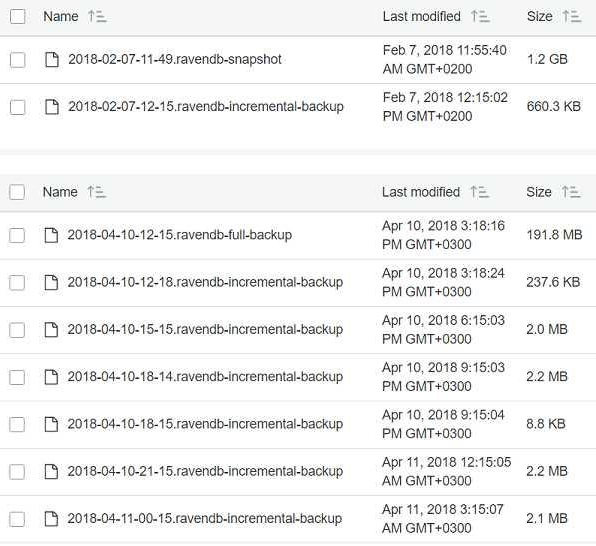 Name Last modified Size
2018-02-07-11-49.ravendb-snapshot Feb 7, 2018 11:55:40 1.2 GB
AM GMT+0200
2018-02-07-12-15.ravendb-incremental-backup Feb 7, 2018 12:15:02 660.3 KB
PM GMT+0200
Name Last modified Size
2018-04-10-12-15.ravendb-full-backup Apr 10, 2018 3:18:16 191.8 MB
PM GMT+0300
2018-04-10-12-18.ravendb-incremental-backup Apr 10, 2018 3:18:24 237.6 KB
PM GMT+0300
2018-04-10-15-15.ravendb-incremental-backup Apr 10, 2018 6:15:03 2.0 MB
PM GMT+0300
2018-04-10-18-14.ravendb-incremental-backup Apr 10, 2018 9:15:03 2.2 MB
PM GMT+0300
2018-04-10-18-15.ravendb-incremental-backup Apr 10, 2018 9:15:04 8.8 KB
PM GMT+0300
2018-04-10-21-15.ravendb-incremental-backup Apr 11, 2018 12:15:05 2.2 MB
AM GMT+0300
2018-04-11-00-15.ravendb-incremental-backup Apr 11, 2018 3:15:07 2.1 MB
AM GMT+0300